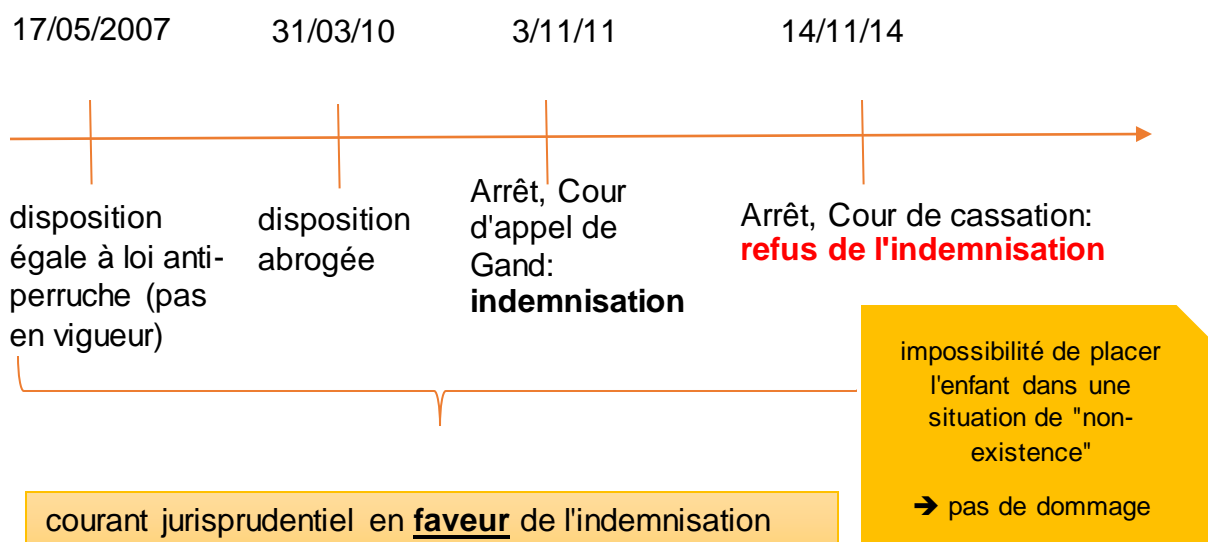 17/05/2007
31/03/10
3/11/11
14/11/14
disposition
égale à loi anti-
perruche (pas
en vigueur)
disposition
abrogée
Arrêt, Cour
d'appel de
Gand:
indemnisation
Arrêt, Cour de cassation:
refus de l'indemnisation
impossibilité de placer
l'enfant dans une
situation de "non-
existence"
➔ pas de dommage
courant jurisprudentiel en faveur de l'indemnisation